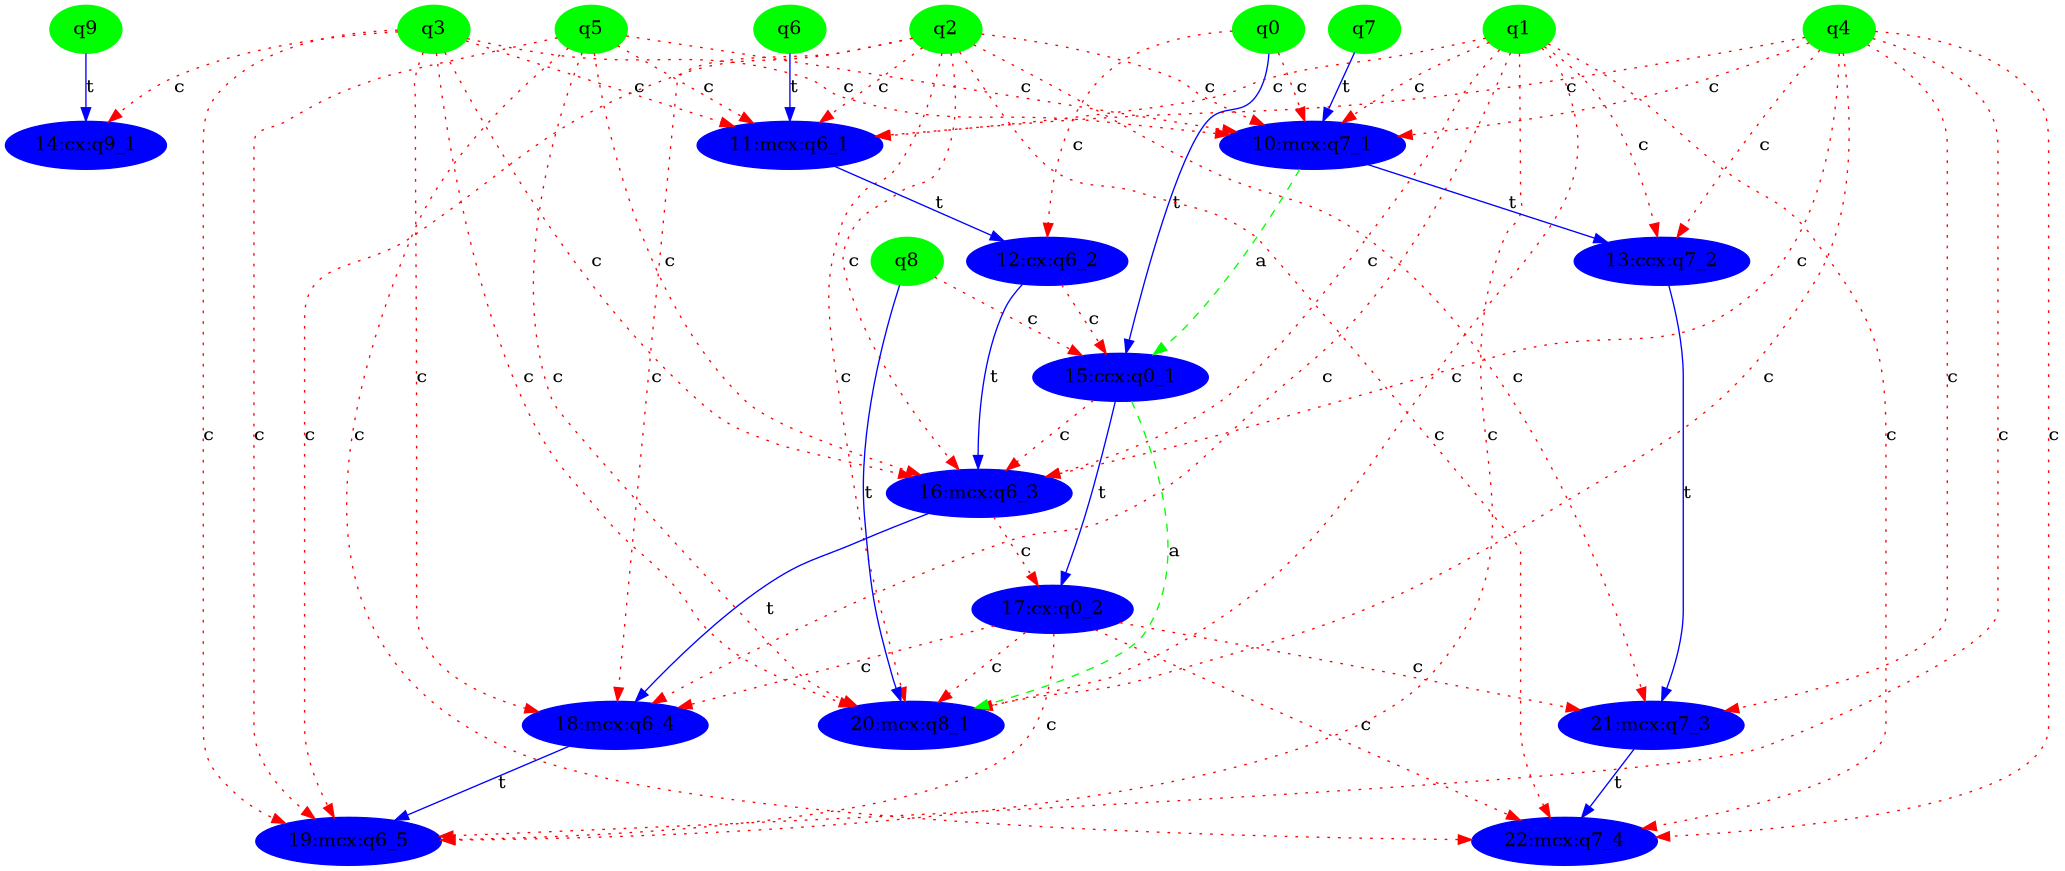 q9 q3 q5 q6 q2 q0 q7 q1 q4
t c c c t c c c c c t c c c
14:cx:q9_1 11:mcx:q6_1 c 10:mcx:q7_1 c c
t t t
c c c q8 12:cx:q6_2 a c 13:ccx:q7_2 c
c c
c c c c c t 15:ccx:q0_1 c c c c c
c c c c c c c c c c
t 16:mcx:q6_3 t t
c a
t 17:cx:q0_2
c c c
18:mcx:q6_4 20:mcx:q8_1 c c 21:mcx:q7_3
t t
19:mcx:q6_5 22:mcx:q7_4